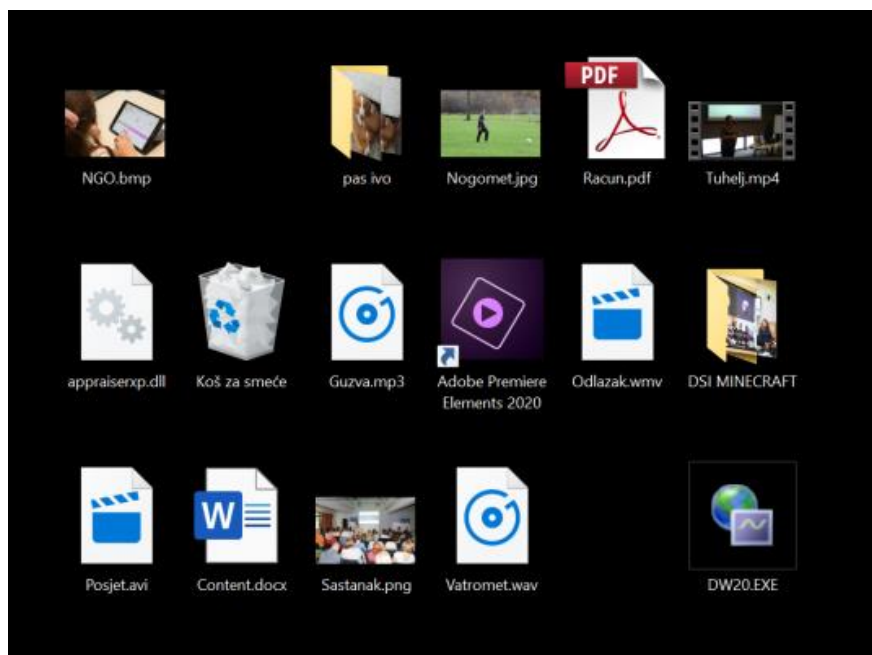 PDF
NGO.bmp
pas ivo
Nogomet.jpg
Racun.pdf
Tuhelj.mp4
appraiserxp.dll
Koš za smeće
Guzva.mp3
Adobe Premiere
Elements 2020
Odlazak.wmv
DSI MINECRAFT
W
Posjet.avi
Content.docx
Sastanak.png
Vatromet.wav
DW20.EXE